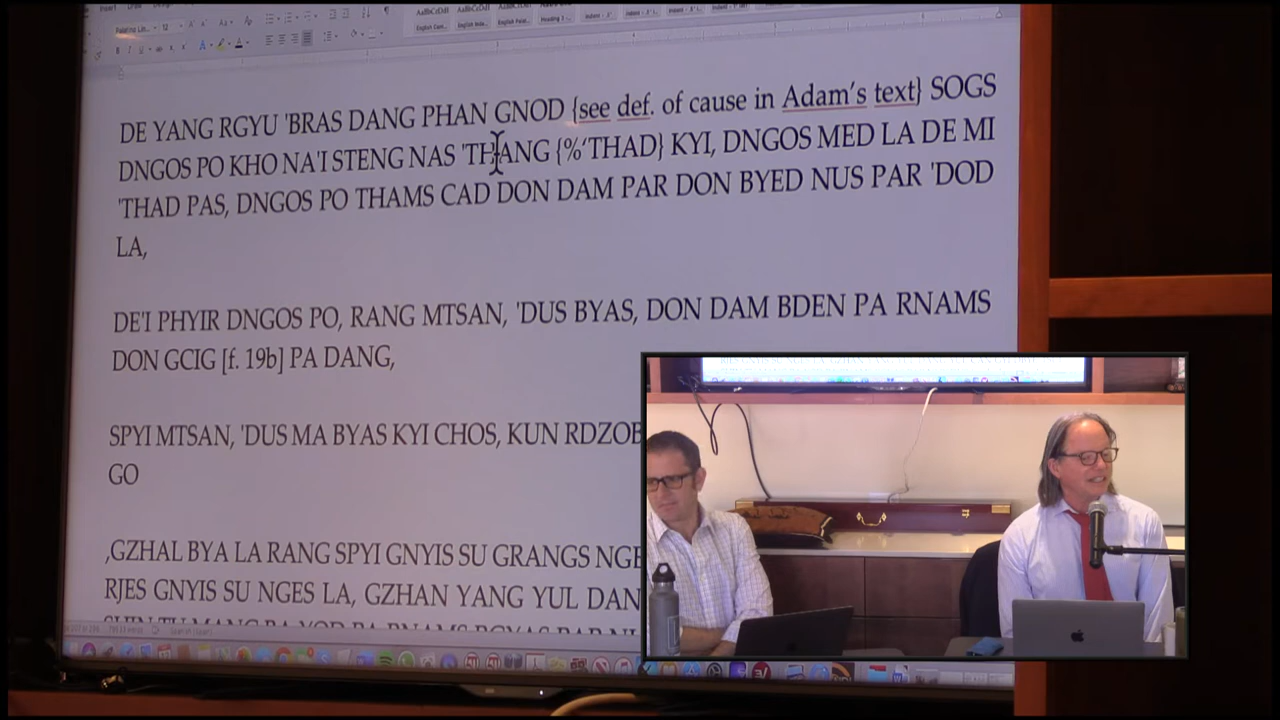 DE YANG RGYU 'BRAS DANG PHAN GNOD {see def. of cause in Adam's text} SOGS
DNGOS PO KHO NA'I STENG NAS 'THANG {%'THAD} KYI, DNGOS MED LA DE MI
'THAD PAS, DNGOS PO THAMS CAD DON DAM PAR DON BYED NUS PAR 'DOD
LA,
DE'I PHYIR DNGOS PO, RANG MTSAN, 'DUS BYAS, DON DAM BDEN PA RNAMS
DON GCIG [f. 19b] PA DANG,
SPYI MTSAN, 'DUS MA BYAS KYI CHOS, KUN RDZOB
GO
,GZHAL BYA LA RANG SPYI GNYIS SU GRANGS NGE
RJES GNYIS SU NGES LA, GZHAN YANG YUL DAN